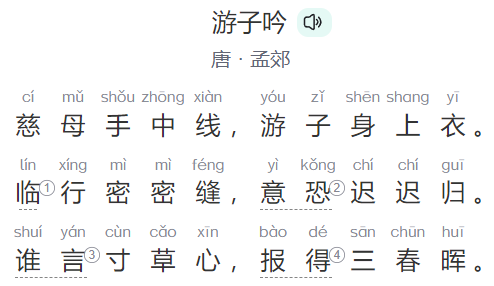 游子吟
唐·孟郊
cí mǔ shǒu zhōng xiàn yóu zǐ shēn shang yī
慈母手中线，游子身上衣。
lín xíng mì mì féng yì kǒng chí chí guī
临①行密密缝，意恐②迟迟归。
shuí yán cùn cǎo xīn bào dé sān chūn huī
谁言③寸草心，报得④三春晖。